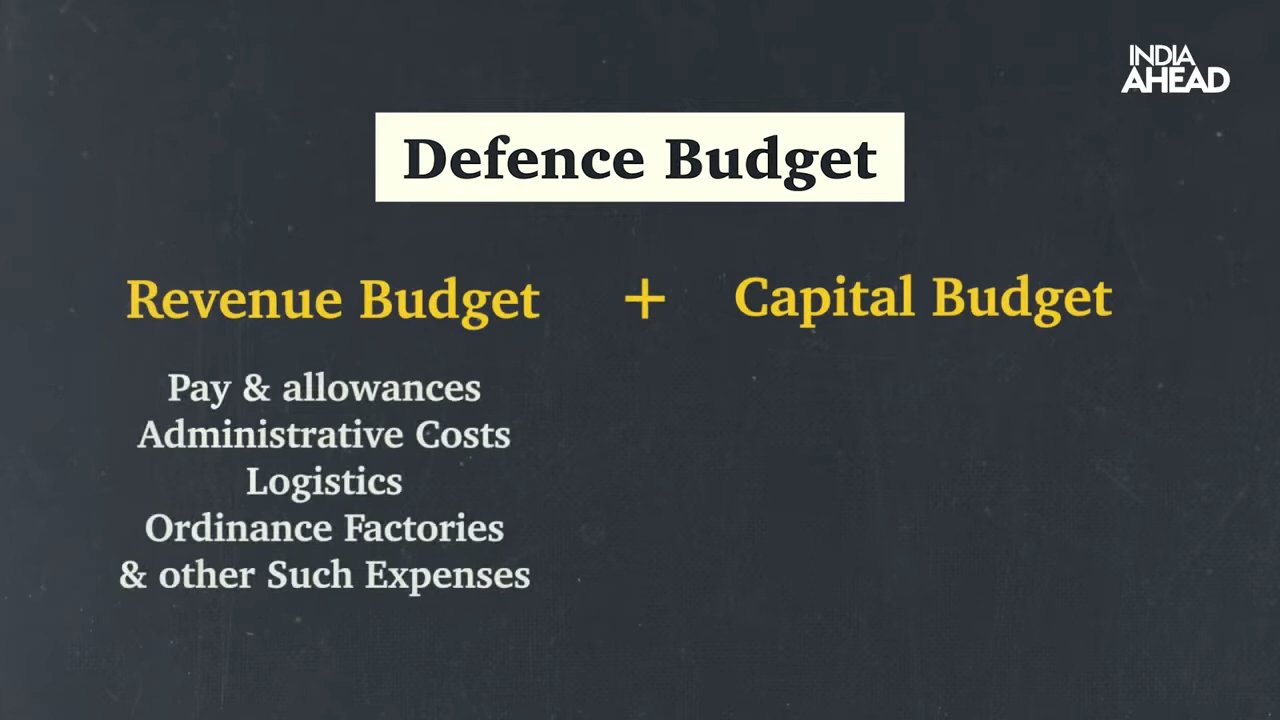 INDIA
AHEAD
Defence Budget
Revenue Budget + Capital Budget
Pay & allowances
Administrative Costs
Logistics
Ordinance Factories
& other Such Expenses